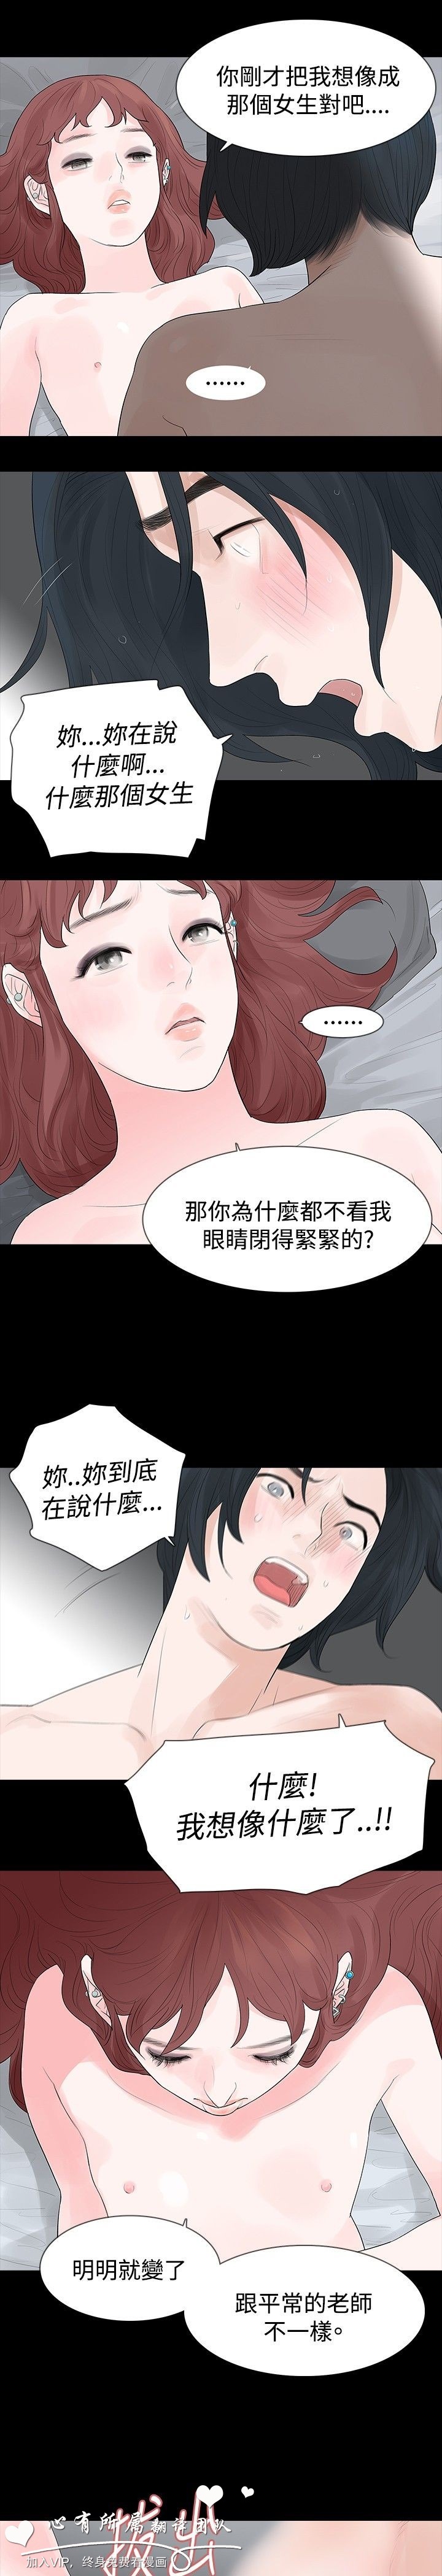 你剛才把我想像成
那個女生對吧....
......
妳...妳在說
什麼啊...
什麼那個女生
......
那你為什麼都不看我
眼睛閉得緊緊的?
妳..妳到底
在說什麼...
什麼!
我想像什麼了..!!
明明就變了
跟平常的老師
不一樣。
拔出
心有所屬翻译团队
加入VIP，终身免费看漫画